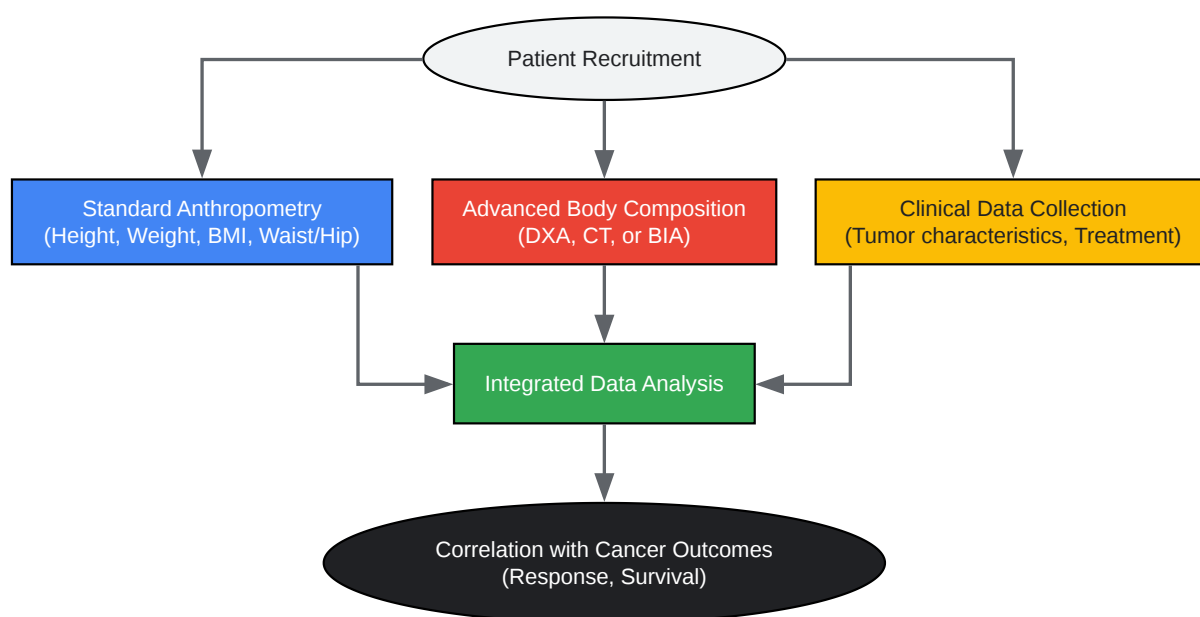 Patient Recruitment
Standard Anthropometry
(Height, Weight, BMI, Waist/Hip)
Advanced Body Composition
(DXA, CT, or BIA)
Clinical Data Collection
(Tumor characteristics, Treatment)
Integrated Data Analysis
Correlation with Cancer Outcomes
(Response, Survival)